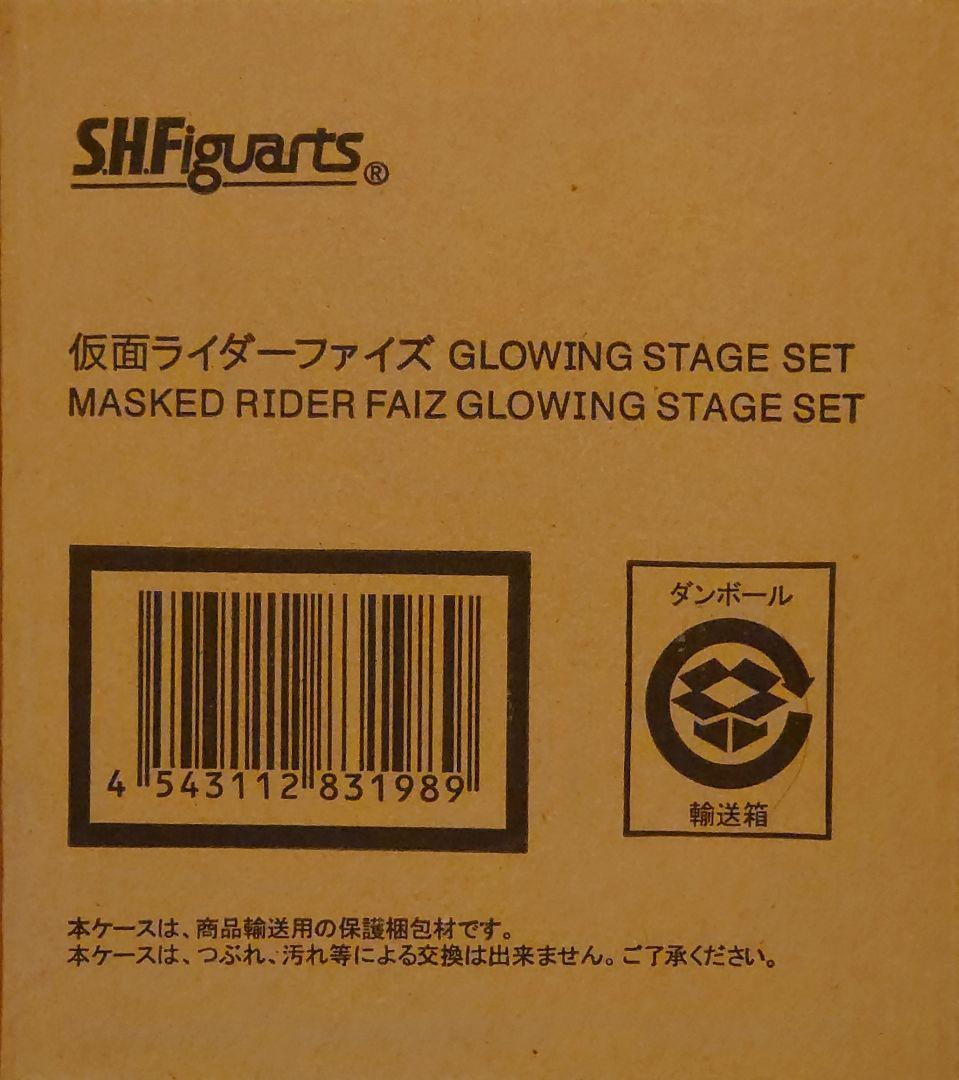 S.H.Figuarts®
仮面ライダーファイズ GLOWING STAGE SET
MASKED RIDER FAIZ GLOWING STAGE SET
4 543112 831989
ダンボール
輸送箱
本ケースは、商品輸送用の保護梱包材です。
本ケースは、つぶれ、汚れ等による交換は出来ません。ご了承ください。